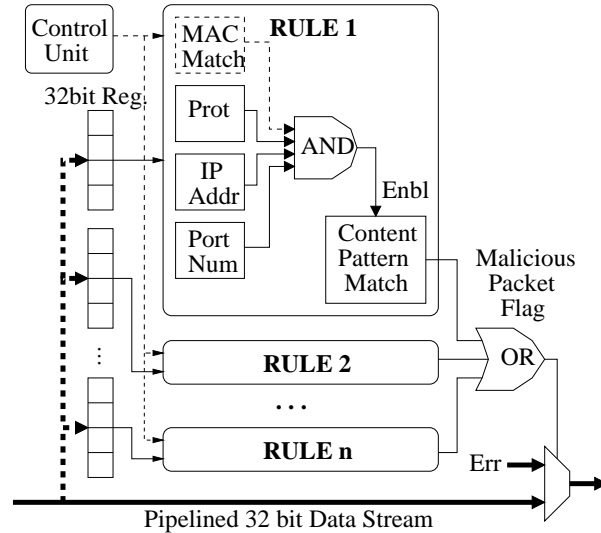 Control
Unit
RULE 1
MAC
Match
32bit Reg.
Prot
AND
IP
Addr
Enbl
Port
Num
Content
Pattern
Match
Malicious
Packet
Flag
RULE 2
OR
...
...
RULE n
Err
Pipelined 32 bit Data Stream